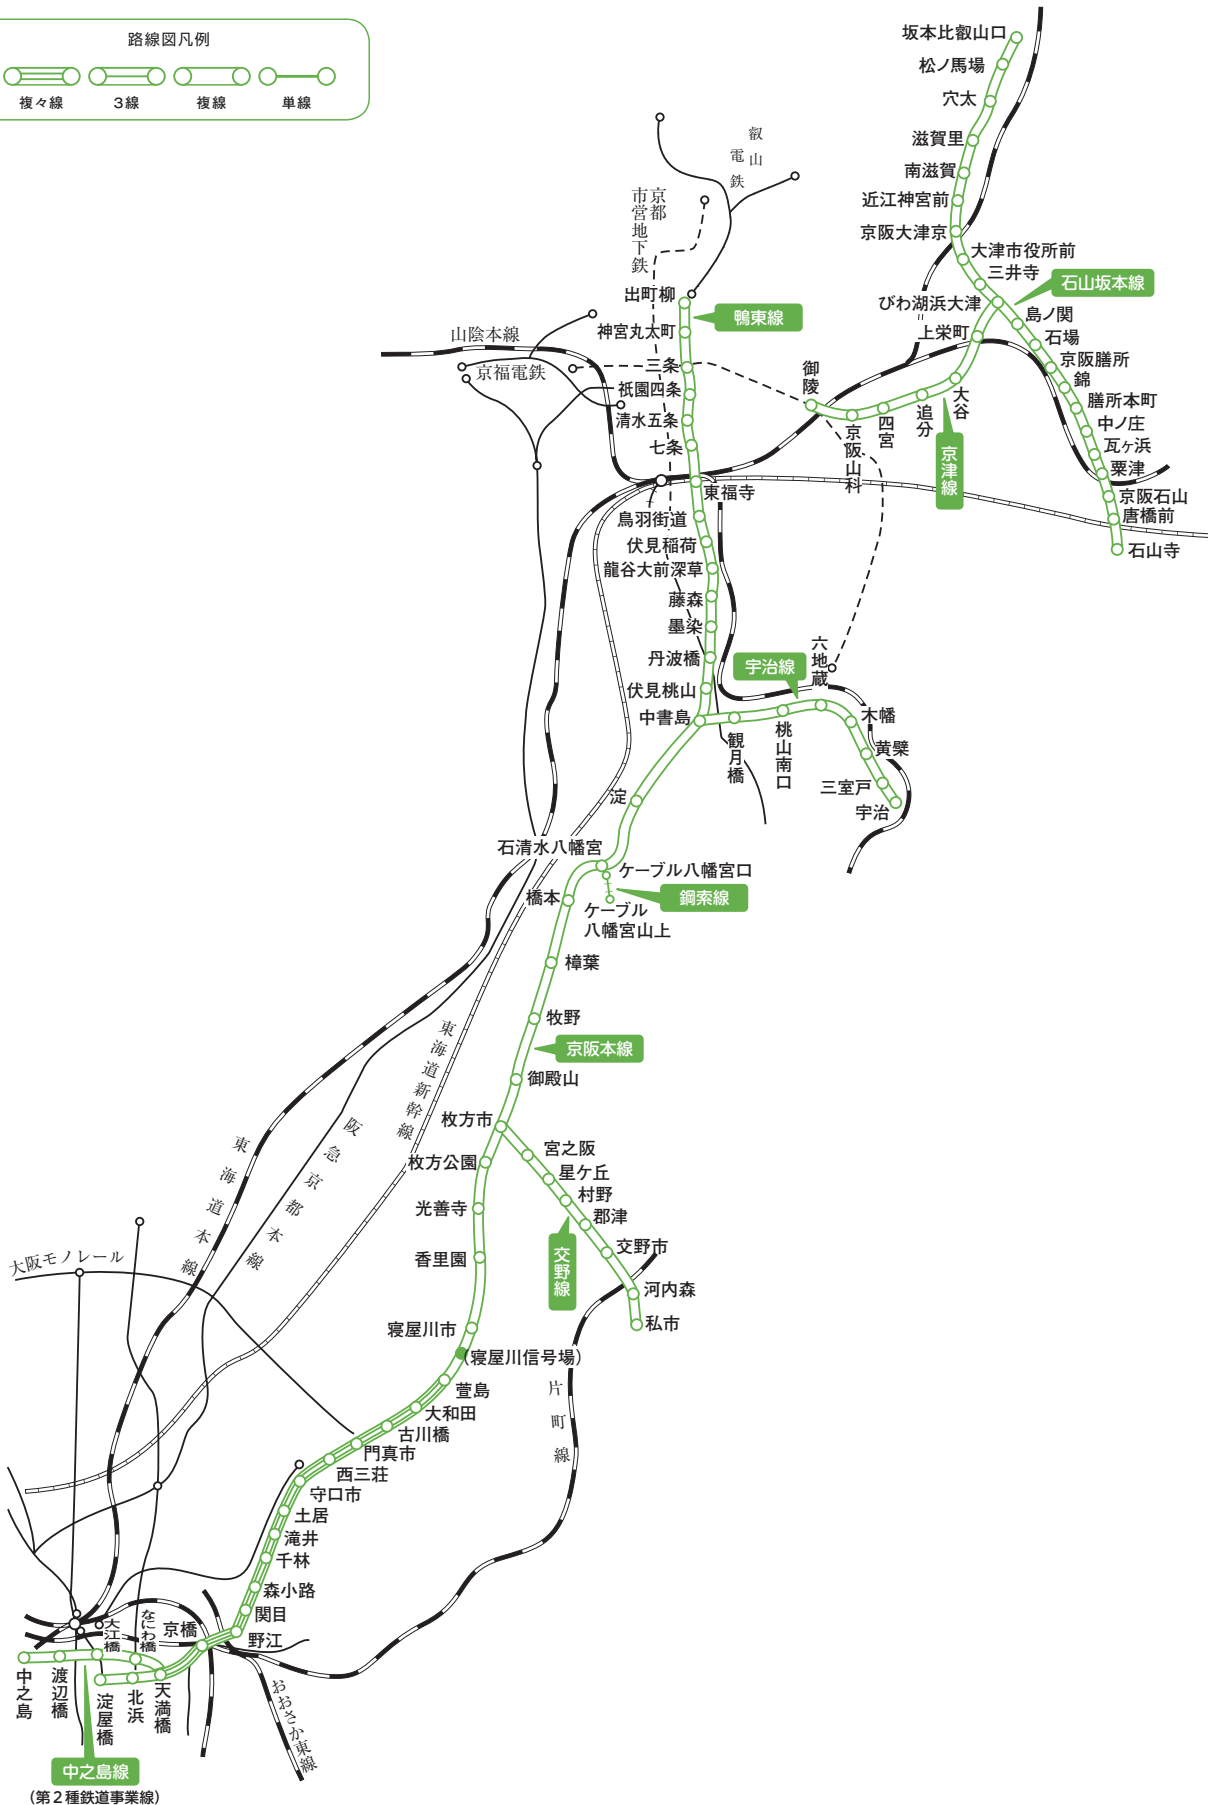 路線図凡例
複々線
3線
複線
単線
坂本比叡山口
松ノ馬場
穴太
滋賀里
南滋賀
近江神宮前
京阪大津京
大津市役所前
三井寺
石山坂本線
びわ湖浜大津
島ノ関
上栄町
石場
京阪膳所
錦
膳所本町
中ノ庄
瓦ヶ浜
粟津
京阪石山
唐橋前
石山寺
叡山電鉄
京都市営地下鉄
出町柳
鴨東線
神宮丸太町
山陰本線
京福電鉄
三条
祇園四条
清水五条
七条
御陵
京阪山科
四宮
追分
大谷
京津線
東福寺
鳥羽街道
伏見稲荷
龍谷大前深草
藤森
墨染
丹波橋
伏見桃山
中書島
宇治線
六地蔵
観月橋
桃山南口
木幡
黄檗
三室戸
宇治
淀
石清水八幡宮
ケーブル八幡宮口
鋼索線
橋本
ケーブル
八幡宮山上
樟葉
牧野
京阪本線
御殿山
東海道新幹線
枚方市
枚方公園
宮之阪
星ケ丘
村野
郡津
交野市
交野線
河内森
私市
光善寺
香里園
阪急京都本線
東海道本線
大阪モノレール
寝屋川市
(寝屋川信号場)
萱島
大和田
古川橋
門真市
西三荘
守口市
土居
滝井
千林
森小路
関目
野江
京橋
片町線
なにわ橋
大江橋
中之島
渡辺橋
淀屋橋
北浜
天満橋
おおさか東線
中之島線
(第2種鉄道事業線)